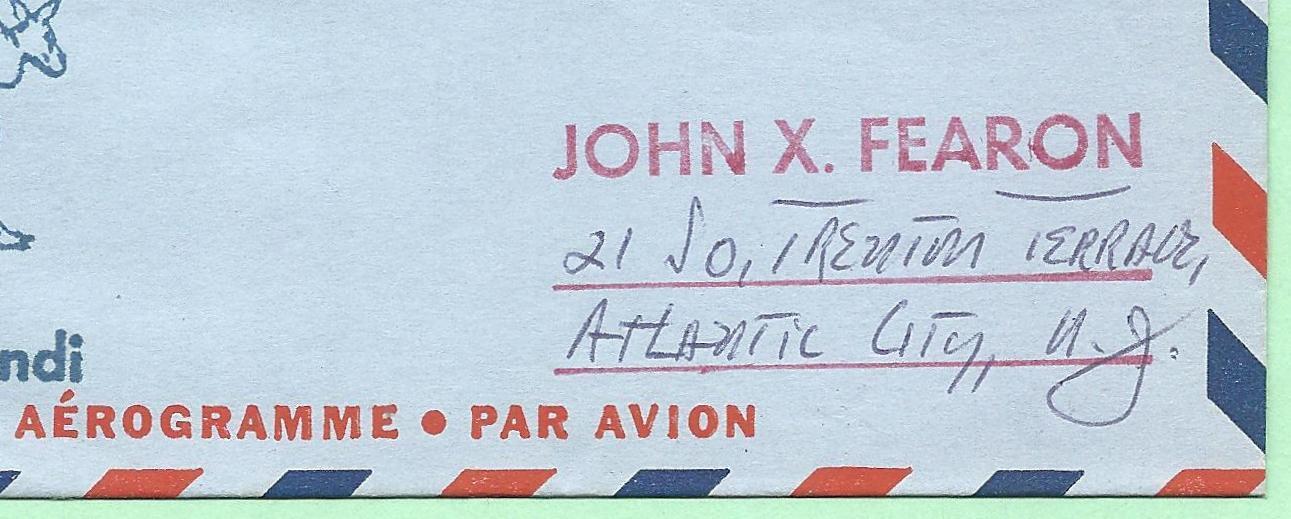 JOHN X. FEARON
21 So, TRENTON TERRACE,
ATLANTIC CITY, N.J.
ndi
AÉROGRAMME • PAR AVION